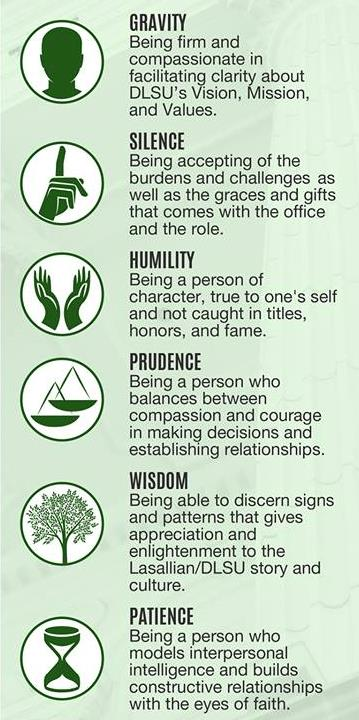 GRAVITY
Being firm and
compassionate in
facilitating clarity about
DLSU's Vision, Mission,
and Values.
SILENCE
Being accepting of the
burdens and challenges as
well as the graces and gifts
that comes with the office
and the role.
HUMILITY
Being a person of
character, true to one's self
and not caught in titles,
honors, and fame.
PRUDENCE
Being a person who
balances between
compassion and courage
in making decisions and
establishing relationships.
WISDOM
Being able to discern signs
and patterns that gives
appreciation and
enlightenment to the
Lasallian/DLSU story and
culture.
PATIENCE
Being a person who
models interpersonal
intelligence and builds
constructive relationships
with the eyes of faith.